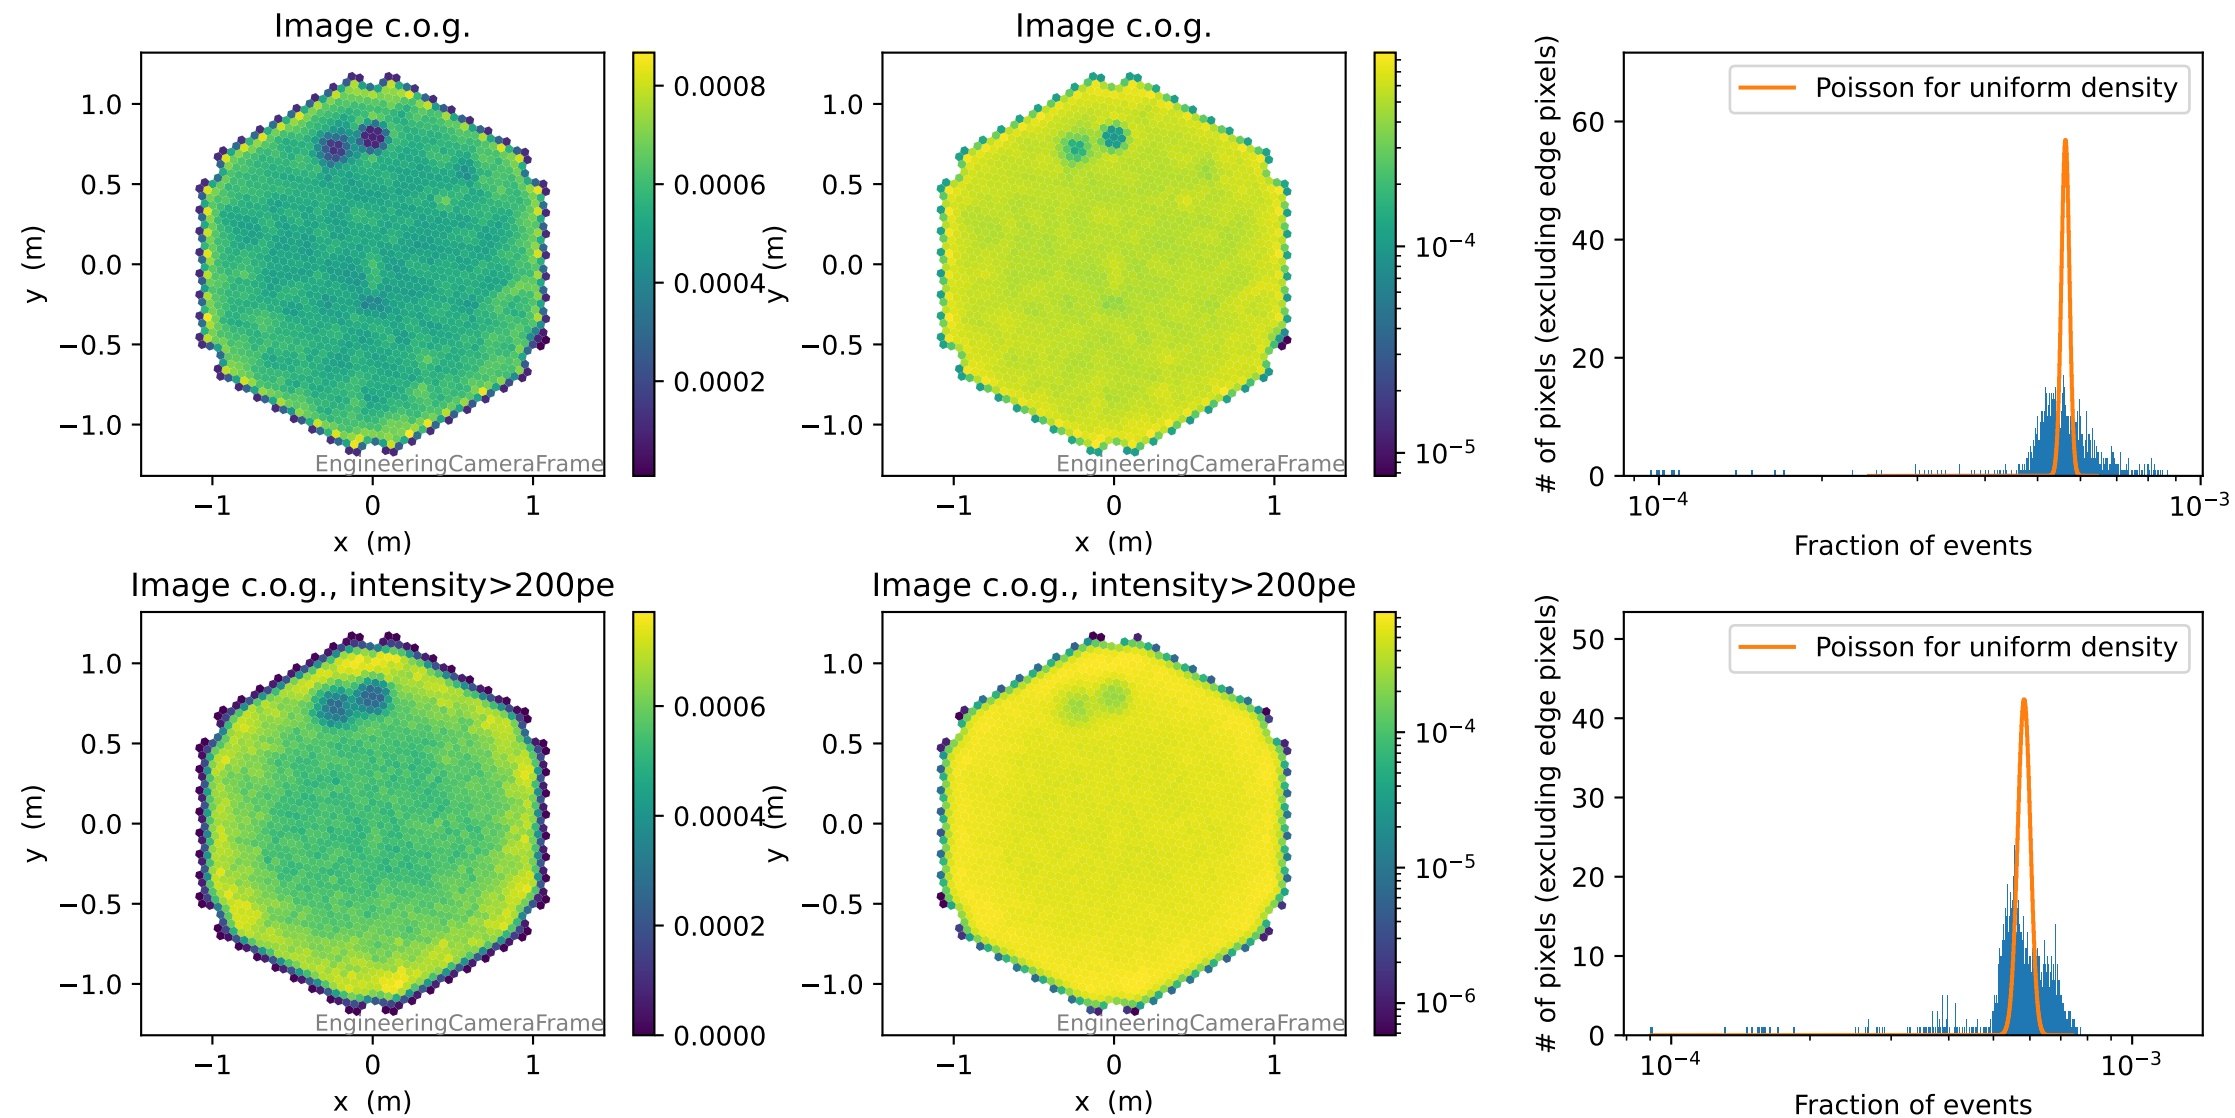 Image c.o.g.
1.0
0.5
0.0
−0.5
−1.0
y (m)
−1
0
1
x (m)
EngineeringCameraFrame
0.0008
0.0006
0.0004
0.0002
Image c.o.g.
1.0
0.5
0.0
−0.5
−1.0
y (m)
−1
0
1
x (m)
EngineeringCameraFrame
10⁻⁴
10⁻⁵
# of pixels (excluding edge pixels)
60
40
20
0
Poisson for uniform density
10⁻⁴
10⁻³
Fraction of events
Image c.o.g., intensity>200pe
1.0
0.5
0.0
−0.5
−1.0
y (m)
−1
0
1
x (m)
EngineeringCameraFrame
0.0006
0.0004
0.0002
0.0000
Image c.o.g., intensity>200pe
1.0
0.5
0.0
−0.5
−1.0
y (m)
−1
0
1
x (m)
EngineeringCameraFrame
10⁻⁴
10⁻⁵
10⁻⁶
# of pixels (excluding edge pixels)
50
40
30
20
10
0
Poisson for uniform density
10⁻⁴
10⁻³
Fraction of events